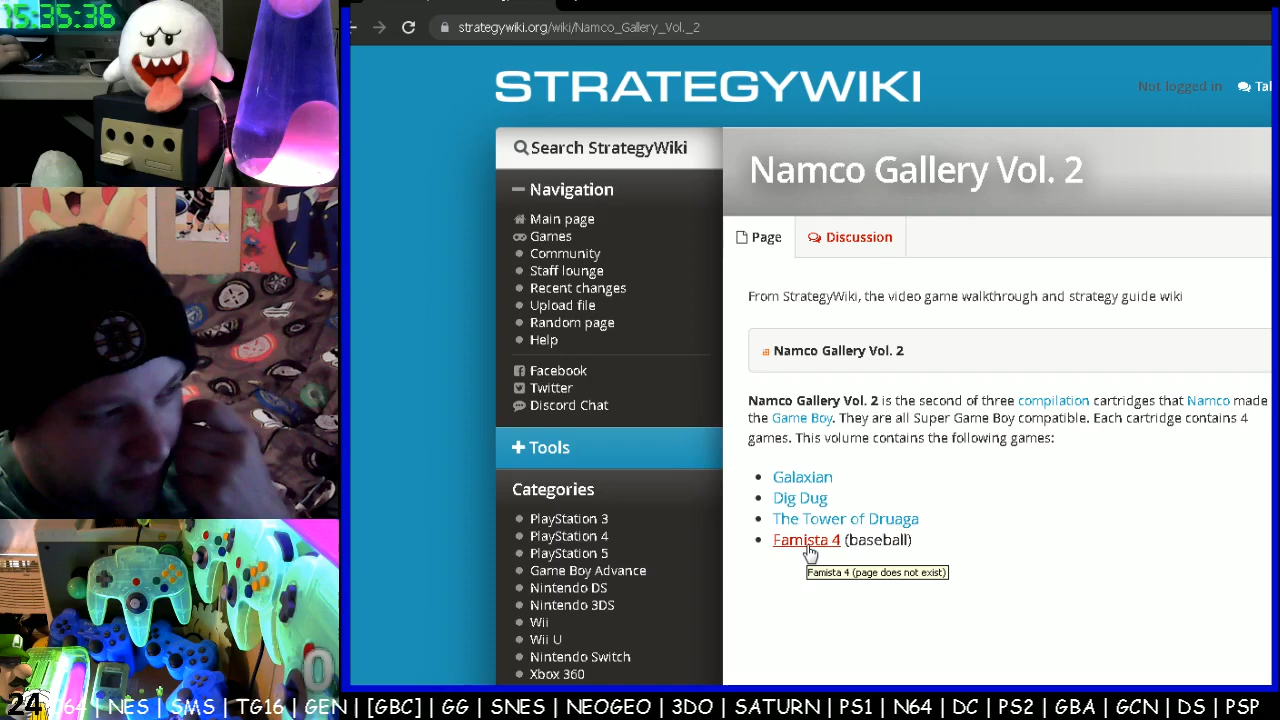 5:35:36
strategywiki.org/wiki/Namco_Gallery_Vol._2
STRATEGYWIKI
Not logged in
Tal
Search StrategyWiki
Navigation
Main page
Games
Community
Staff lounge
Recent changes
Upload file
Random page
Help
Facebook
Twitter
Discord Chat
Tools
Categories
PlayStation 3
PlayStation 4
PlayStation 5
Game Boy Advance
Nintendo DS
Nintendo 3DS
Wii
Wii U
Nintendo Switch
Xbox 360
Namco Gallery Vol. 2
Page
Discussion
From StrategyWiki, the video game walkthrough and strategy guide wiki
Namco Gallery Vol. 2
Namco Gallery Vol. 2 is the second of three compilation cartridges that Namco made
the Game Boy. They are all Super Game Boy compatible. Each cartridge contains 4
games. This volume contains the following games:
Galaxian
Dig Dug
The Tower of Druaga
Famista 4 (baseball)
Famista 4 (page does not exist)
0
24
64 | NES | SMS | TG16 | GEN | [GBC] | GG | SNES | NEOGEO | 3DO | SATURN | PS1 | N64 | DC | PS2 | GBA | GCN | DS | PSP